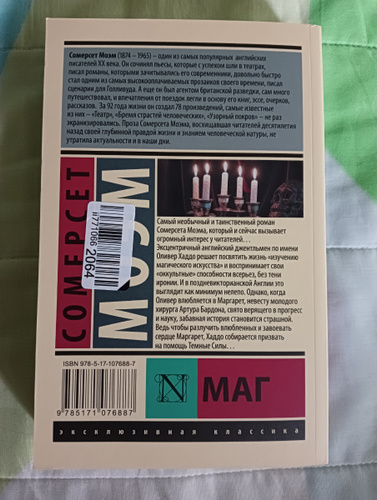 Сомерсет Моэм (1874 – 1965) – один из самых популярных английских
писателей XX века. Он сочинял пьесы, которые с успехом шли в театрах,
писал романы, которыми зачитывались его современники, довольно быстро
стал одним из самых высокооплачиваемых прозаиков своего времени, писал
сценарии для Голливуда. А еще он был агентом британской разведки, сам много
путешествовал, и впечатления от поездок легли в основу его книг, эссе, очерков,
рассказов. За 92 года жизни он создал 78 произведений, самые известные
из них – «Театр», «Бремя страстей человеческих», «Узорный покров» – не раз
экранизировались. Проза Сомерсета Моэма, восхищавшая читателей десятилетия
назад своей глубинной правдой жизни и знанием человеческой натуры, не
утратила актуальности и в наши дни.
СОМЕРСЕТ
МОЭМ
#771066 2064
Самый необычный и таинственный роман
Сомерсета Моэма, который и сейчас вызывает
огромный интерес у читателей…
Эксцентричный английский джентльмен по имени
Оливер Хаддо решает посвятить жизнь «изучению
магического искусства» и воспринимает свои
«оккультные» способности всерьез, без тени
иронии. И в поздневикторианской Англии это
выглядит как минимум нелепо. Однако, когда
Оливер влюбляется в Маргарет, невесту молодого
хирурга Артура Бардона, свято верящего в прогресс
и науку, забавная история становится страшной.
Ведь чтобы разлучить влюбленных и завоевать
сердце Маргарет, Хаддо собирается призвать
на помощь Темные Силы…
ISBN 978-5-17-107688-7
9 785171 076887
N МАГ
эксклюзивная классика